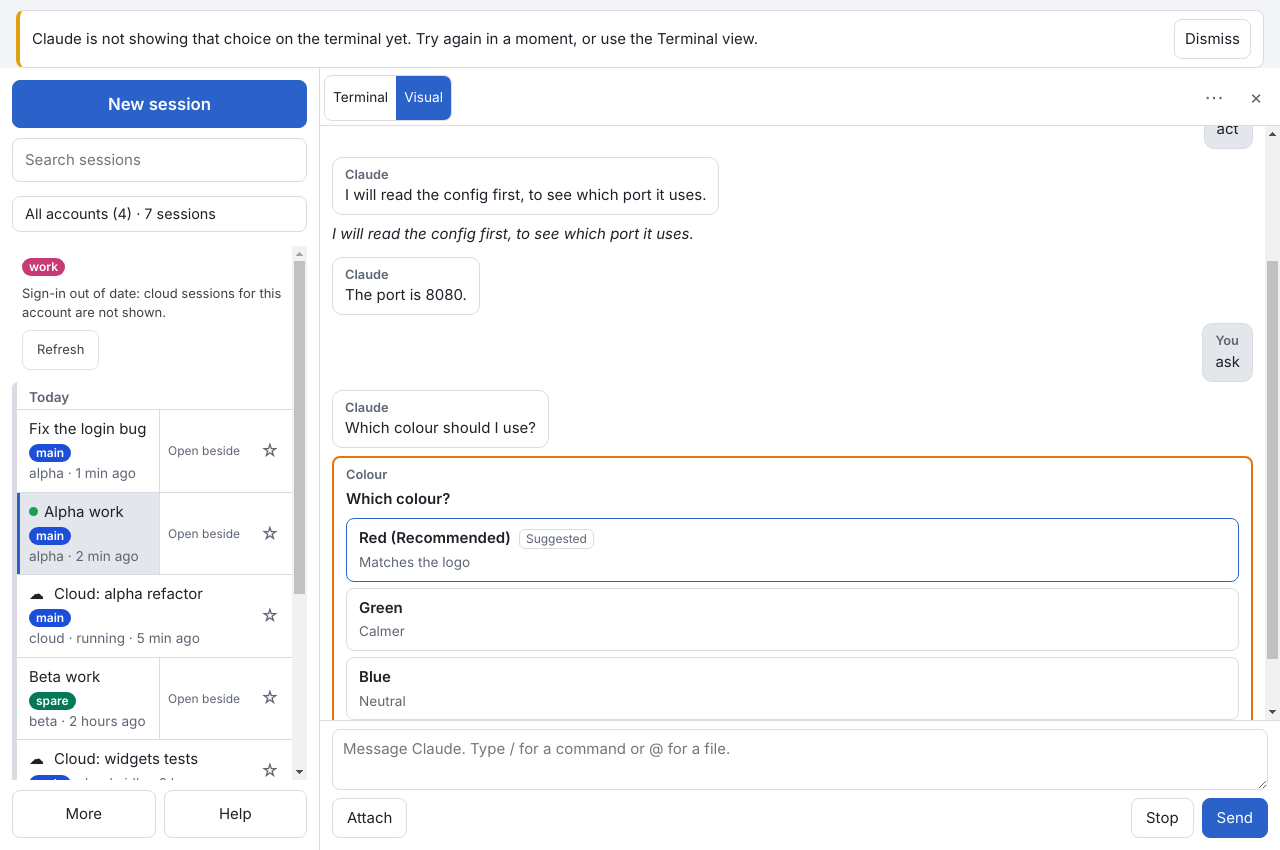 Claude is not showing that choice on the terminal yet. Try again in a moment, or use the Terminal view.
Dismiss
New session
Search sessions
All accounts (4) · 7 sessions
work
Sign-in out of date: cloud sessions for this
account are not shown.
Refresh
Today
Fix the login bug
main
alpha · 1 min ago
Open beside
Alpha work
main
alpha · 2 min ago
Open beside
Cloud: alpha refactor
main
cloud · running · 5 min ago
Beta work
spare
beta · 2 hours ago
Open beside
Cloud: widgets tests
More
Help
Terminal
Visual
act
Claude
I will read the config first, to see which port it uses.
I will read the config first, to see which port it uses.
Claude
The port is 8080.
You
ask
Claude
Which colour should I use?
Colour
Which colour?
Red (Recommended) Suggested
Matches the logo
Green
Calmer
Blue
Neutral
Message Claude. Type / for a command or @ for a file.
Attach
Stop
Send